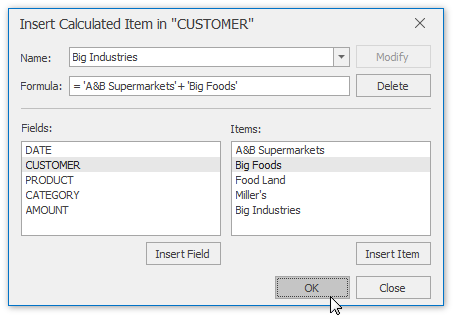 Insert Calculated Item in "CUSTOMER"
Name: Big Industries Modify
Formula: = 'A&B Supermarkets'+ 'Big Foods' Delete
Fields: Items:
DATE A&B Supermarkets
CUSTOMER Big Foods
PRODUCT Food Land
CATEGORY Miller's
AMOUNT Big Industries
Insert Field Insert Item
OK Close